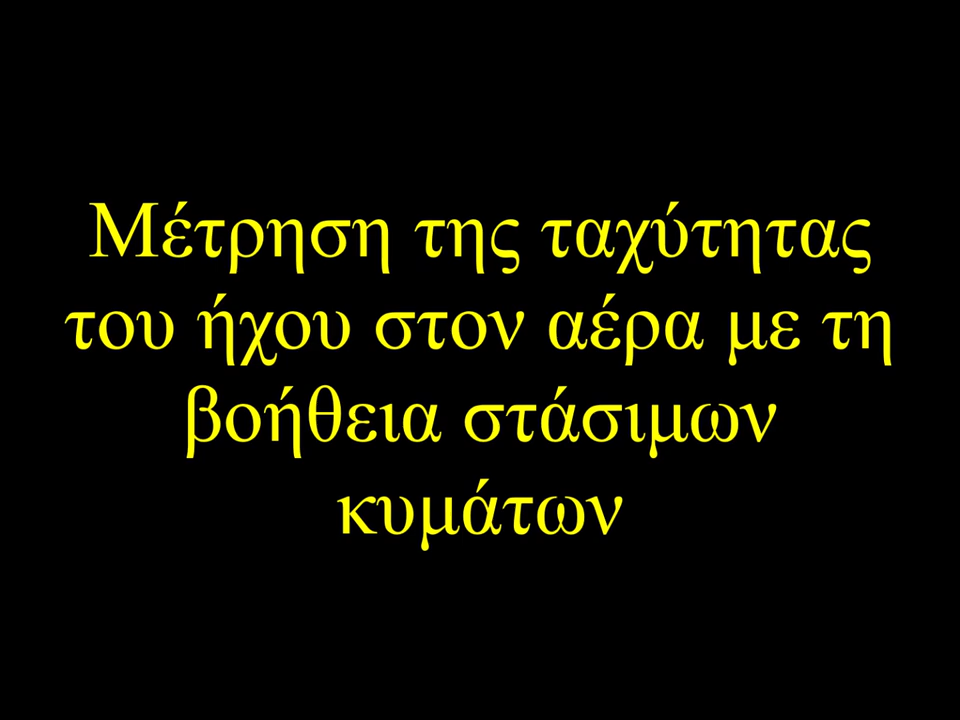 Μέτρηση της ταχύτητας
του ήχου στον αέρα με τη
βοήθεια στάσιμων
κυμάτων